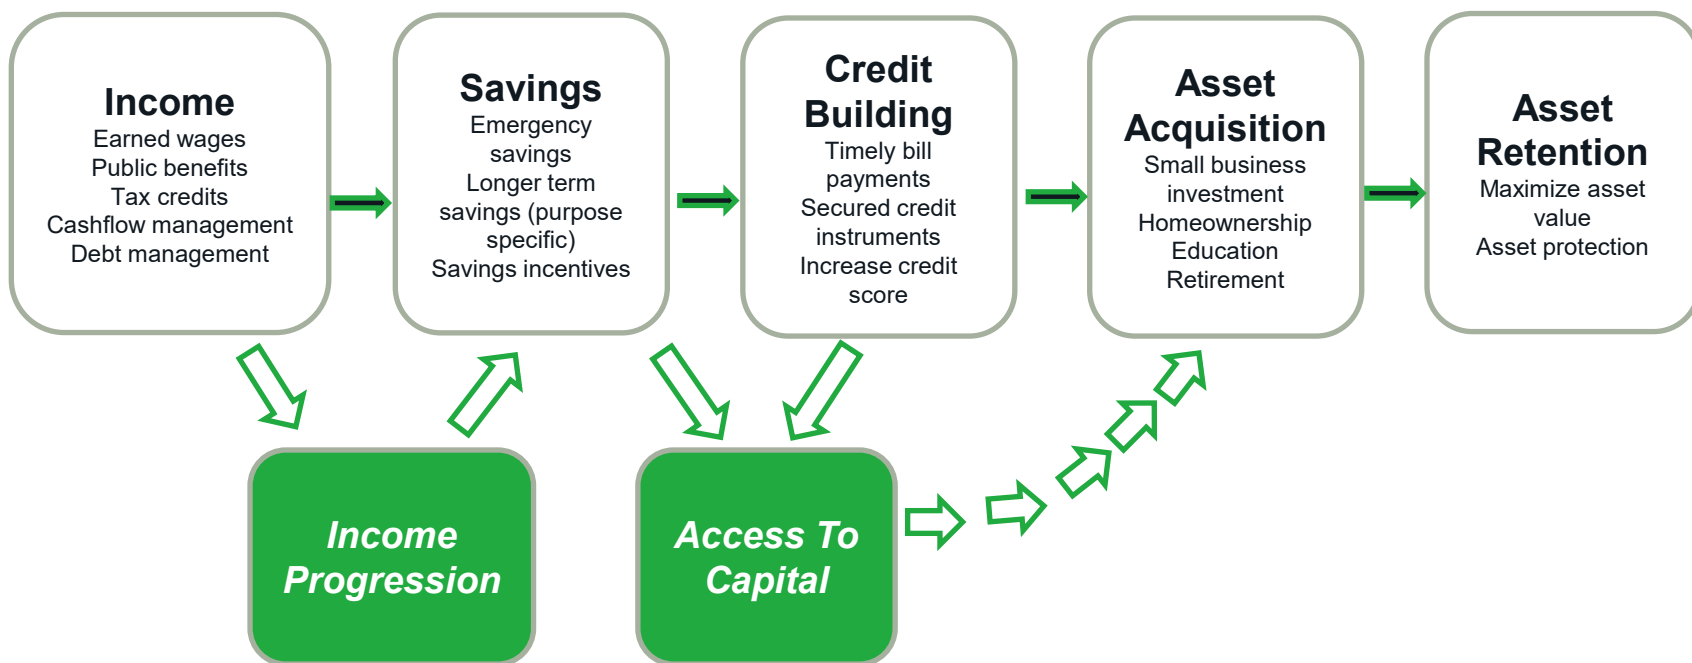 Income
Earned wages
Public benefits
Tax credits
Cashflow management
Debt management
Savings
Emergency
savings
Longer term
savings (purpose
specific)
Savings incentives
Credit
Building
Timely bill
payments
Secured credit
instruments
Increase credit
score
Asset
Acquisition
Small business
investment
Homeownership
Education
Retirement
Asset
Retention
Maximize asset
value
Asset protection
Income
Progression
Access To
Capital